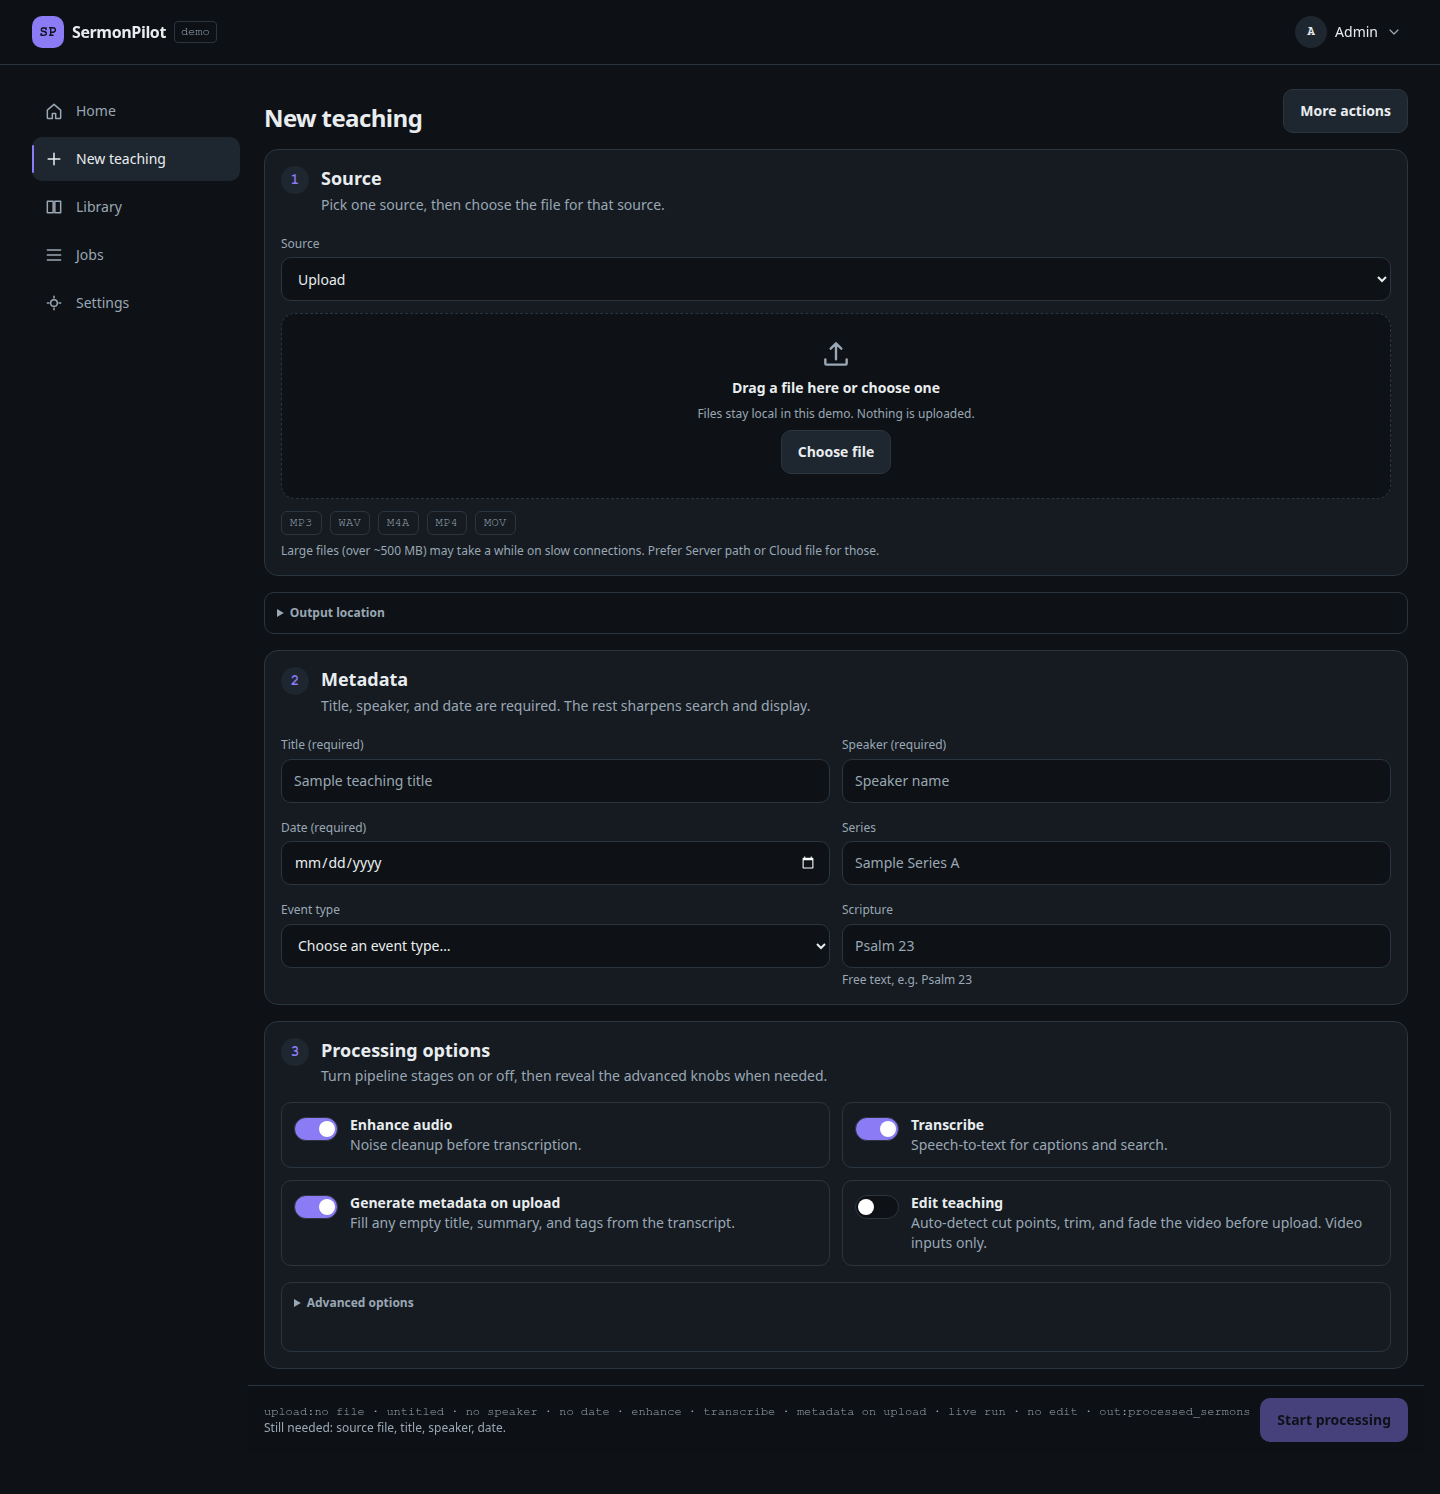 SP SermonPilot demo
A Admin
Home
New teaching
Library
Jobs
Settings
New teaching
More actions
1 Source
Pick one source, then choose the file for that source.
Source
Upload
Drag a file here or choose one
Files stay local in this demo. Nothing is uploaded.
Choose file
MP3 WAV M4A MP4 MOV
Large files (over ~500 MB) may take a while on slow connections. Prefer Server path or Cloud file for those.
Output location
2 Metadata
Title, speaker, and date are required. The rest sharpens search and display.
Title (required)
Sample teaching title
Speaker (required)
Speaker name
Date (required)
mm/dd/yyyy
Series
Sample Series A
Event type
Choose an event type...
Scripture
Psalm 23
Free text, e.g. Psalm 23
3 Processing options
Turn pipeline stages on or off, then reveal the advanced knobs when needed.
Enhance audio
Noise cleanup before transcription.
Transcribe
Speech-to-text for captions and search.
Generate metadata on upload
Fill any empty title, summary, and tags from the transcript.
Edit teaching
Auto-detect cut points, trim, and fade the video before upload. Video
inputs only.
Advanced options
upload:no file · untitled · no speaker · no date · enhance · transcribe · metadata on upload · live run · no edit · out:processed_sermons
Still needed: source file, title, speaker, date.
Start processing